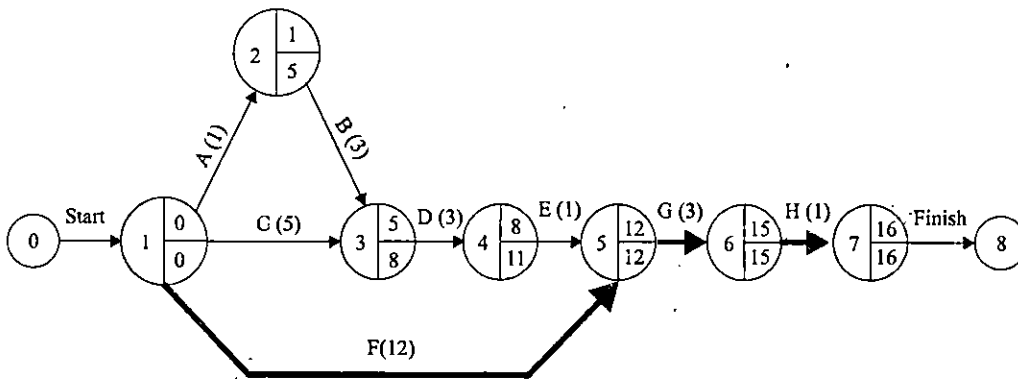 2 1
5
A (1)
B (3)
0 Start 1 0
0
C (5)
3 5
8
D (3)
4 8
11
E (1)
5 12
12
G (3)
6 15
15
H (1)
7 16
16
Finish
8
F(12)